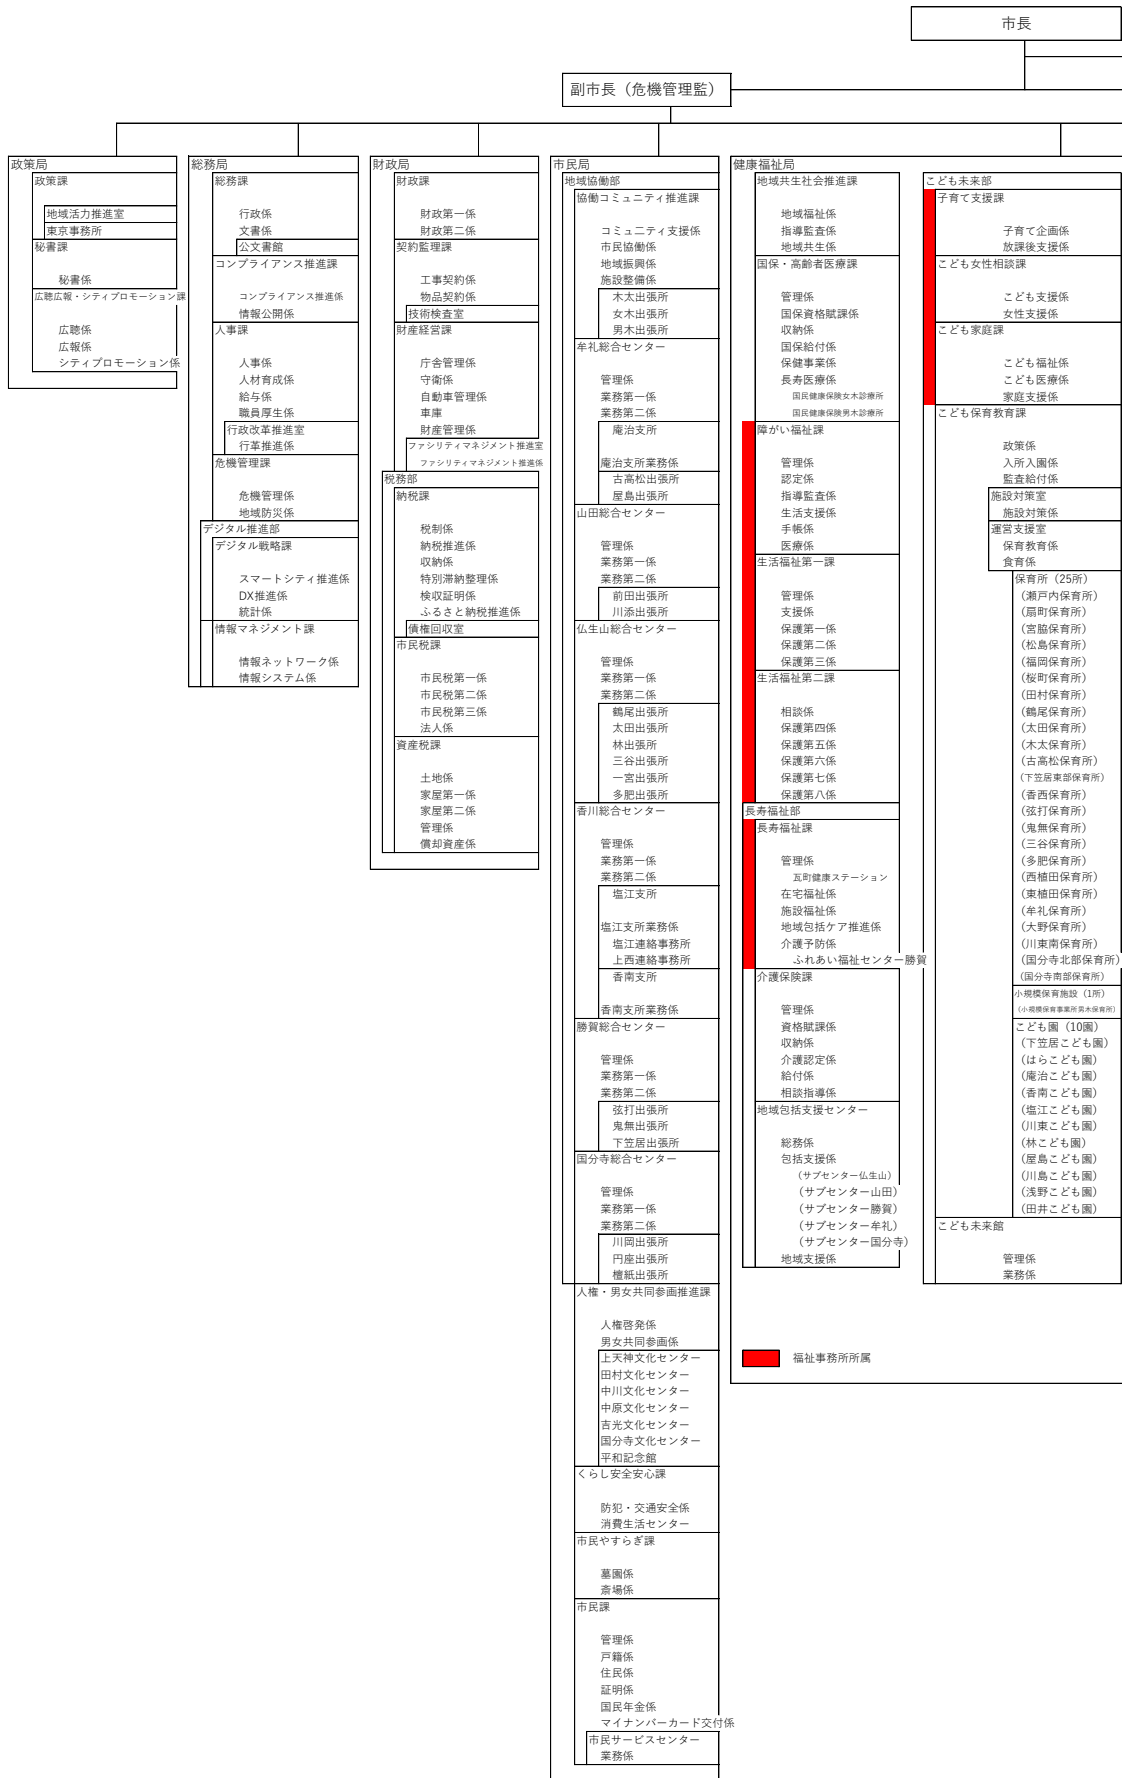 市長
副市長（危機管理監）
政策局
政策課
地域活力推進室
東京事務所
秘書課
秘書係
広聴広報・シティプロモーション課
広聴係
広報係
シティプロモーション係
総務局
総務課
行政係
文書係
公文書館
コンプライアンス推進課
コンプライアンス推進係
情報公開係
人事課
人事係
人材育成係
給与係
職員厚生係
行政改革推進室
行革推進係
危機管理課
危機管理係
地域防災係
デジタル推進部
デジタル戦略課
スマートシティ推進係
DX推進係
統計係
情報マネジメント課
情報ネットワーク係
情報システム係
財政局
財政課
財政第一係
財政第二係
契約監理課
工事契約係
物品契約係
技術検査室
財産経営課
庁舎管理係
守衛係
自動車管理係
車庫
財産管理係
ファシリティマネジメント推進室
ファシリティマネジメント推進係
税務部
納税課
税制係
納税推進係
収納係
特別滞納整理係
検収証明係
ふるさと納税推進係
債権回収室
市民税課
市民税第一係
市民税第二係
市民税第三係
法人係
資産税課
土地係
家屋第一係
家屋第二係
管理係
償却資産係
市民局
地域協働部
協働コミュニティ推進課
コミュニティ支援係
市民協働係
地域振興係
施設整備係
木太出張所
女木出張所
男木出張所
牟礼総合センター
管理係
業務第一係
業務第二係
庵治支所
庵治支所業務係
古高松出張所
屋島出張所
山田総合センター
管理係
業務第一係
業務第二係
前田出張所
川添出張所
仏生山総合センター
管理係
業務第一係
業務第二係
鶴尾出張所
太田出張所
林出張所
三谷出張所
一宮出張所
多肥出張所
香川総合センター
管理係
業務第一係
業務第二係
塩江支所
塩江支所業務係
塩江連絡事務所
上西連絡事務所
香南支所
香南支所業務係
勝賀総合センター
管理係
業務第一係
業務第二係
弦打出張所
鬼無出張所
下笠居出張所
国分寺総合センター
管理係
業務第一係
業務第二係
川岡出張所
円座出張所
檀紙出張所
人権・男女共同参画推進課
人権啓発係
男女共同参画係
上天神文化センター
田村文化センター
中川文化センター
中原文化センター
吉光文化センター
国分寺文化センター
平和記念館
くらし安全安心課
防犯・交通安全係
消費生活センター
市民やすらぎ課
墓園係
斎場係
市民課
管理係
戸籍係
住民係
証明係
国民年金係
マイナンバーカード交付係
市民サービスセンター
業務係
健康福祉局
地域共生社会推進課
地域福祉係
指導監査係
地域共生係
国保・高齢者医療課
管理係
国保資格賦課係
収納係
国保給付係
保健事業係
長寿医療係
国民健康保険女木診療所
国民健康保険男木診療所
障がい福祉課
管理係
認定係
指導監査係
生活支援係
手帳係
医療係
生活福祉第一課
管理係
支援係
保護第一係
保護第二係
保護第三係
生活福祉第二課
相談係
保護第四係
保護第五係
保護第六係
保護第七係
保護第八係
長寿福祉部
長寿福祉課
管理係
瓦町健康ステーション
在宅福祉係
施設福祉係
地域包括ケア推進係
介護予防係
ふれあい福祉センター勝賀
介護保険課
管理係
資格賦課係
収納係
介護認定係
給付係
相談指導係
地域包括支援センター
総務係
包括支援係
（サブセンター仏生山）
（サブセンター山田）
（サブセンター勝賀）
（サブセンター牟礼）
（サブセンター国分寺）
地域支援係
福祉事務所所属
こども未来部
子育て支援課
子育て企画係
放課後支援係
こども女性相談課
こども支援係
女性支援係
こども家庭課
こども福祉係
こども医療係
家庭支援係
こども保育教育課
政策係
入所入園係
監査給付係
施設対策室
施設対策係
運営支援室
保育教育係
食育係
保育所（25所）
（瀬戸内保育所）
（扇町保育所）
（宮脇保育所）
（松島保育所）
（福岡保育所）
（桜町保育所）
（田村保育所）
（鶴尾保育所）
（太田保育所）
（木太保育所）
（古高松保育所）
（下笠居東部保育所）
（香西保育所）
（弦打保育所）
（鬼無保育所）
（三谷保育所）
（多肥保育所）
（西植田保育所）
（東植田保育所）
（牟礼保育所）
（大野保育所）
（川東南保育所）
（国分寺北部保育所）
（国分寺南部保育所）
小規模保育施設（1所）
（小規模保育事業所男木保育所）
こども園（10園）
（下笠居こども園）
（はらこども園）
（庵治こども園）
（香南こども園）
（塩江こども園）
（川東こども園）
（林こども園）
（屋島こども園）
（川島こども園）
（浅野こども園）
（田井こども園）
こども未来館
管理係
業務係